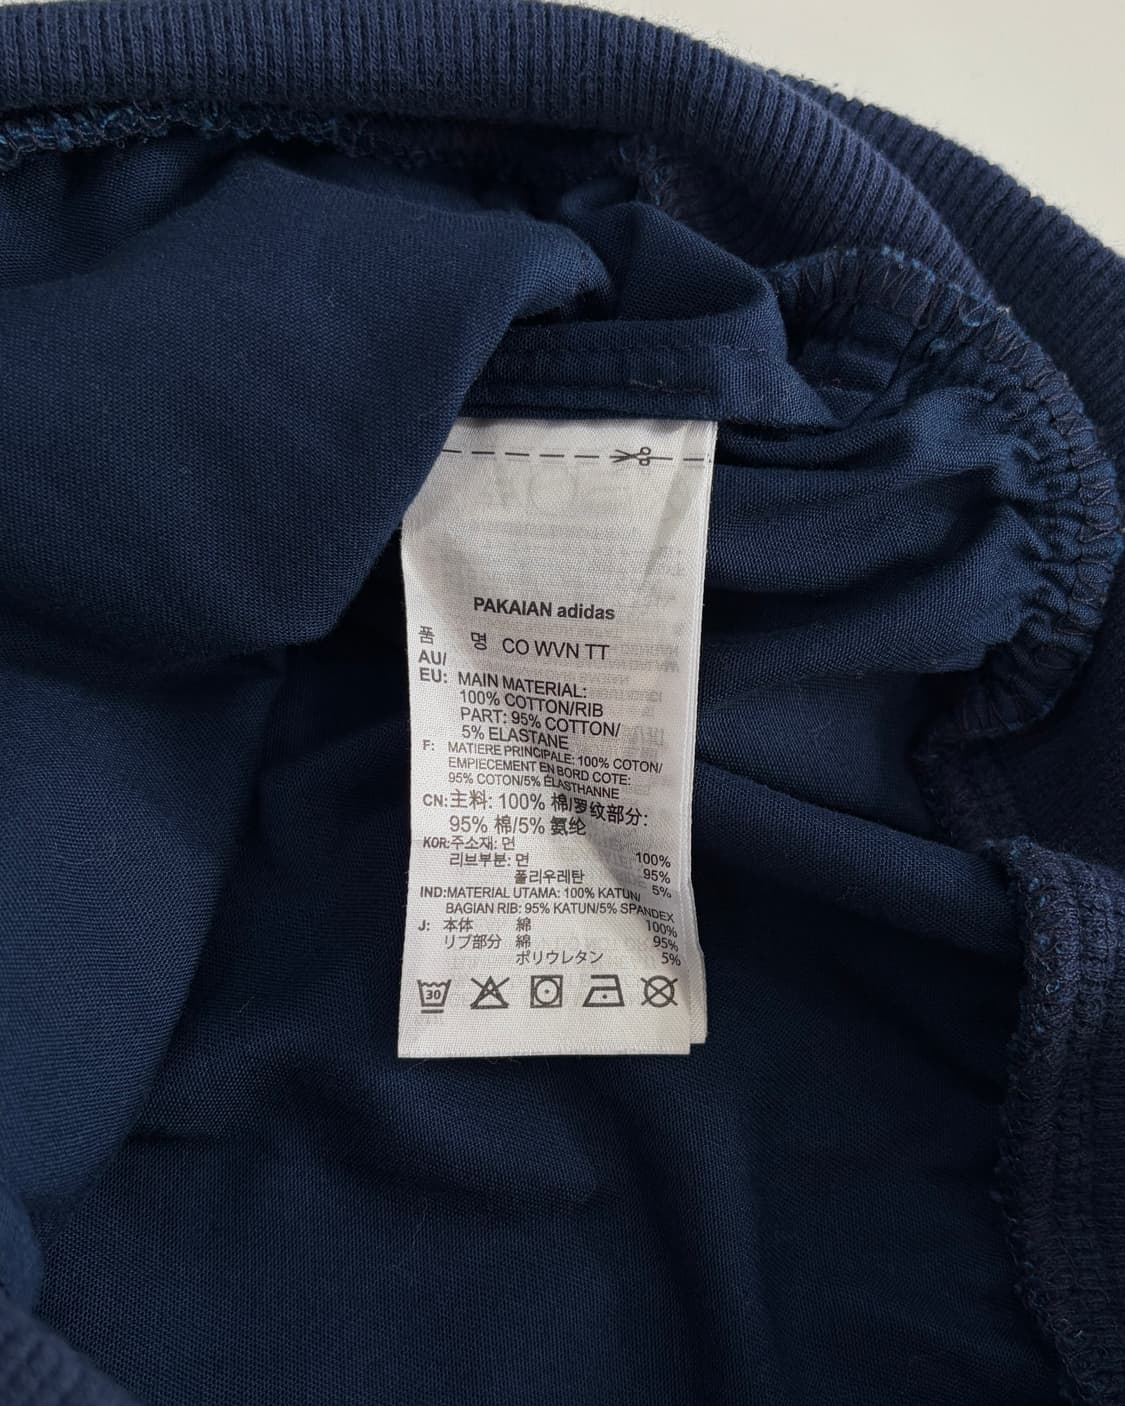 PAKAIAN adidas
품 명 CO WVN TT
AU/
EU: MAIN MATERIAL:
100% COTTON/RIB
PART: 95% COTTON/
5% ELASTANE
F: MATIERE PRINCIPALE: 100% COTON/
EMPIECEMENT EN BORD COTE:
95% COTON/5% ELASTHANNE
CN:主料: 100% 棉/罗纹部分:
95% 棉/5% 氨纶
KOR:주소재: 면 100%
리브부분: 면 95%
폴리우레탄 5%
IND:MATERIAL UTAMA: 100% KATUN/
BAGIAN RIB: 95% KATUN/5% SPANDEX
J: 本体 綿 100%
リブ部分 綿 95%
ポリウレタン 5%
30